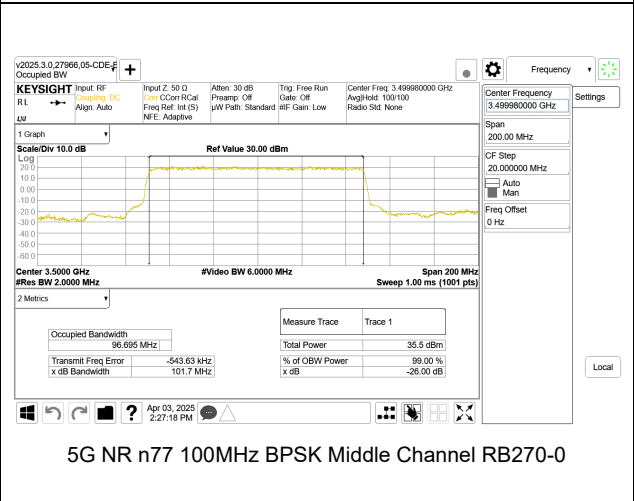 v2025.3.0,27966,05-CDE-E
Occupied BW
Frequency
KEYSIGHT
RL
LXI
Input: RF
Coupling: DC
Align: Auto
Input Z: 50 Ω
Corr CCorr RCal
Freq Ref: Int (S)
NFE: Adaptive
Atten: 30 dB
Preamp: Off
µW Path: Standard
Trig: Free Run
Gate: Off
#IF Gain: Low
Center Freq: 3.499980000 GHz
Avg|Hold: 100/100
Radio Std: None
Center Frequency
3.499980000 GHz
Settings
Span
200.00 MHz
CF Step
20.000000 MHz
Auto
Man
Freq Offset
0 Hz
1 Graph
Scale/Div 10.0 dB
Ref Value 30.00 dBm
Log
20.0
10.0
0.00
-10.0
-20.0
-30.0
-40.0
-50.0
-60.0
Center 3.5000 GHz
#Video BW 6.0000 MHz
Span 200 MHz
#Res BW 2.0000 MHz
Sweep 1.00 ms (1001 pts)
2 Metrics
Measure Trace
Trace 1
Occupied Bandwidth
96.695 MHz
Total Power
35.5 dBm
Transmit Freq Error
-543.63 kHz
% of OBW Power
99.00 %
x dB Bandwidth
101.7 MHz
x dB
-26.00 dB
Local
?
Apr 03, 2025
2:27:18 PM
5G NR n77 100MHz BPSK Middle Channel RB270-0